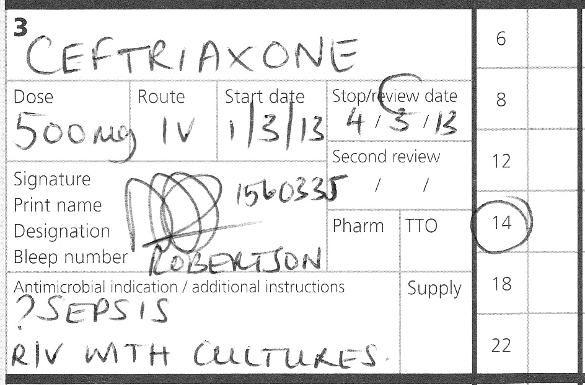 3
CEFTRIAXONE
Dose
500mg
Route
IV
Start date
1/3/13
Stop/review date
4/3/13
Second review
/ /
Signature
Print name
Designation
Bleep number
1560335
ROBERTSON
Pharm
TTO
Antimicrobial indication / additional instructions
?SEPSIS
R/V WITH CULTURES.
Supply
6
8
12
14
18
22